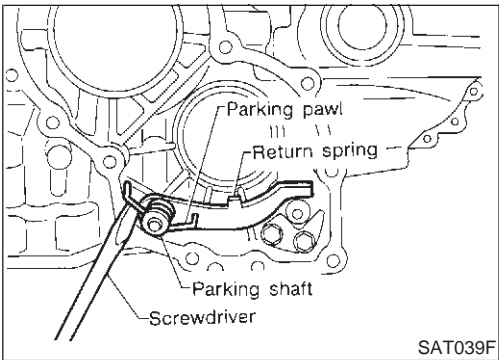 Parking pawl
Return spring
Parking shaft
Screwdriver
SAT039F